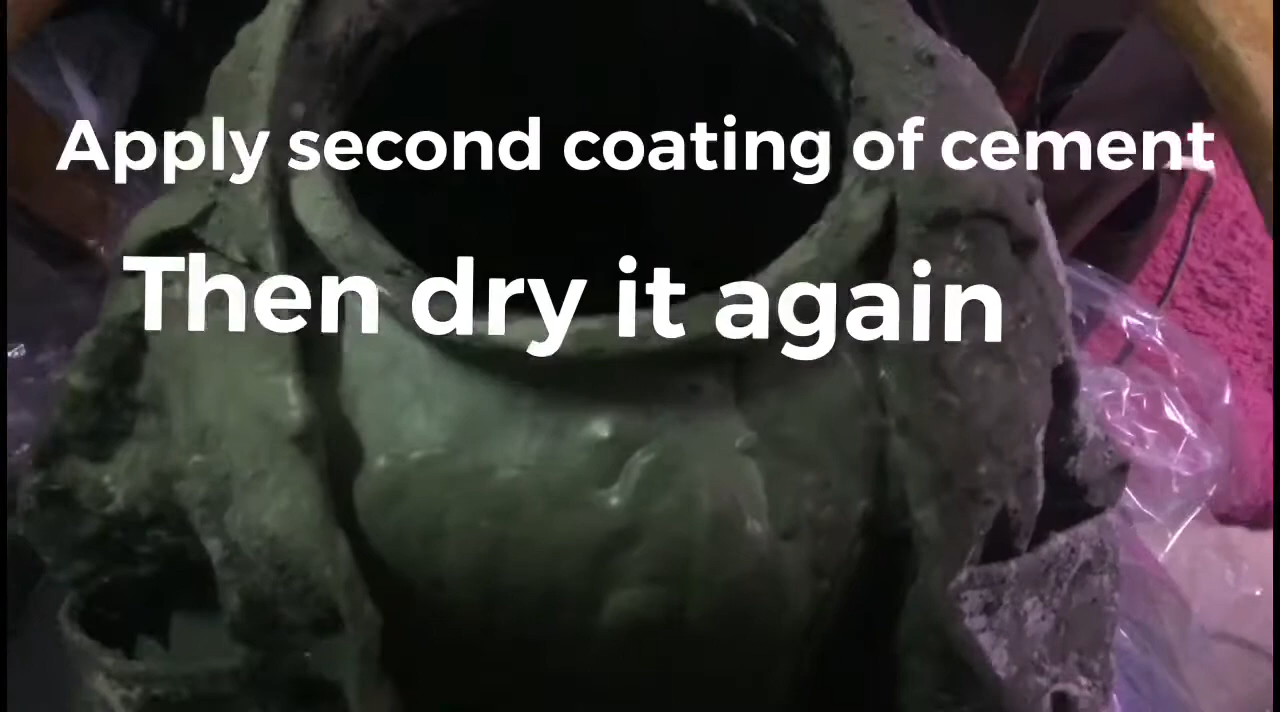 Apply second coating of cement
Then dry it again